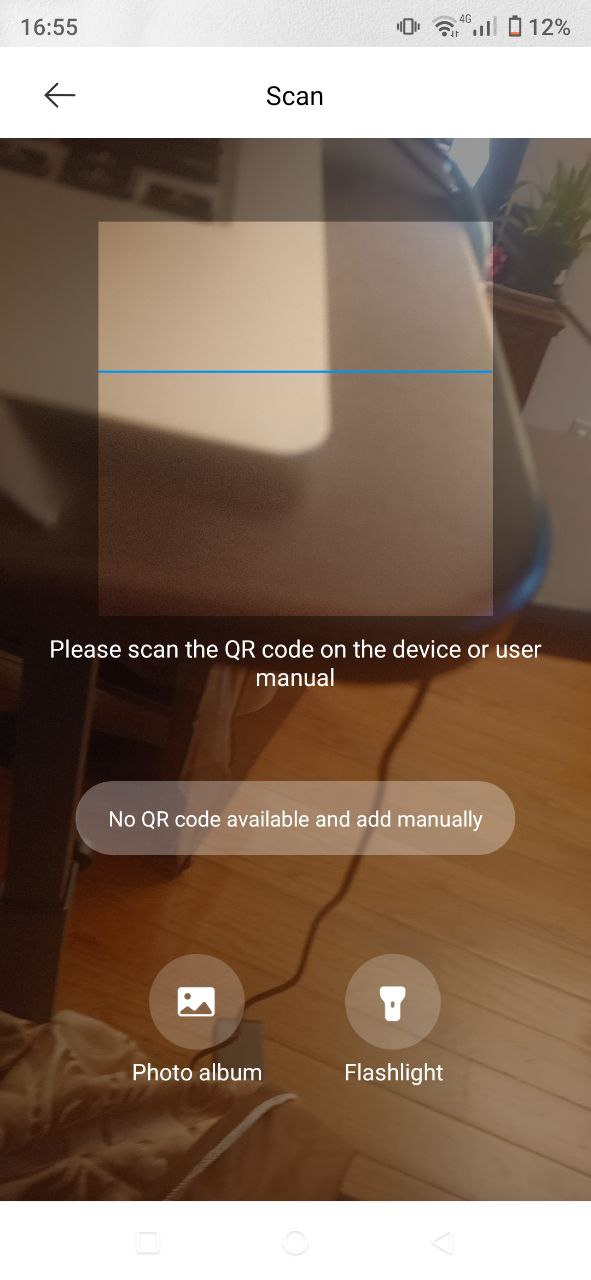 16:55
4G
12%
Scan
Please scan the QR code on the device or user
manual
No QR code available and add manually
Photo album
Flashlight